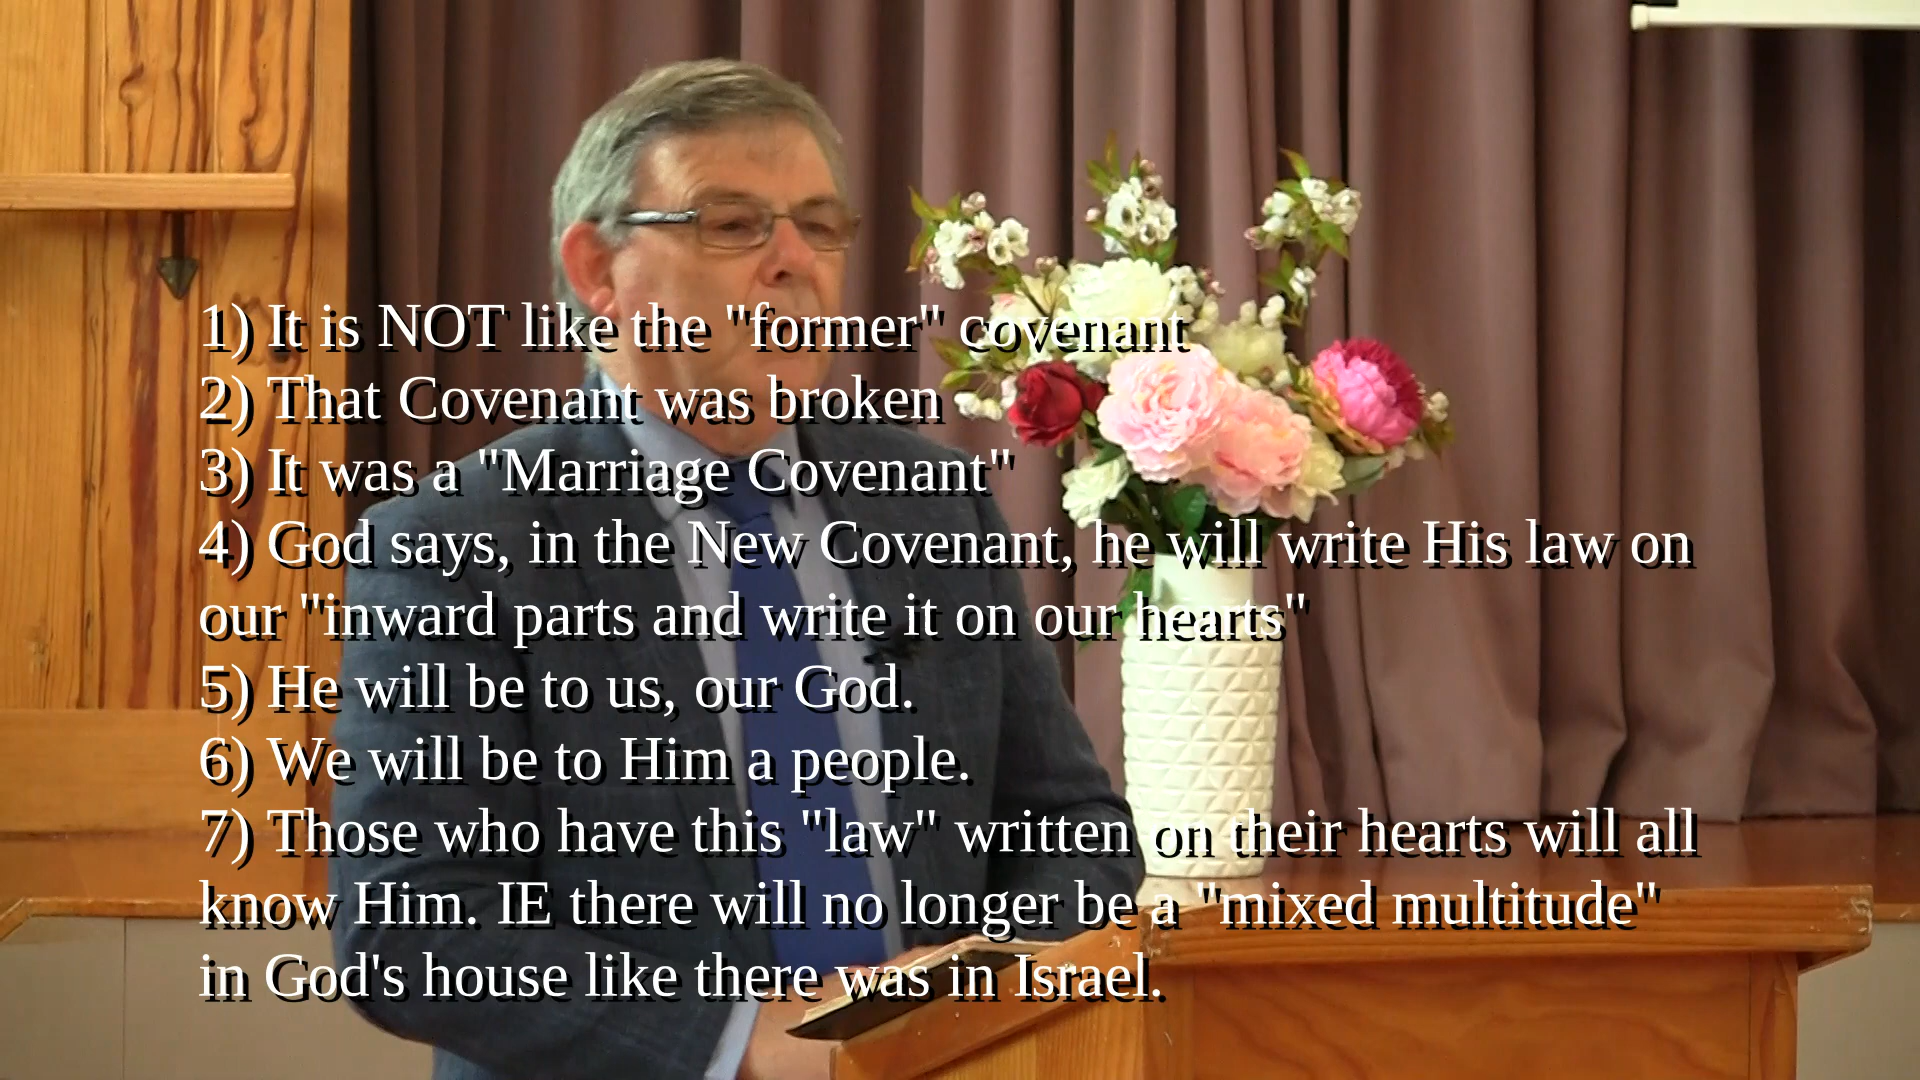 1) It is NOT like the "former" covenant
2) That Covenant was broken
3) It was a "Marriage Covenant"
4) God says, in the New Covenant, he will write His law on
our "inward parts and write it on our hearts"
5) He will be to us, our God.
6) We will be to Him a people.
7) Those who have this "law" written on their hearts will all
know Him. IE there will no longer be a "mixed multitude"
in God's house like there was in Israel.